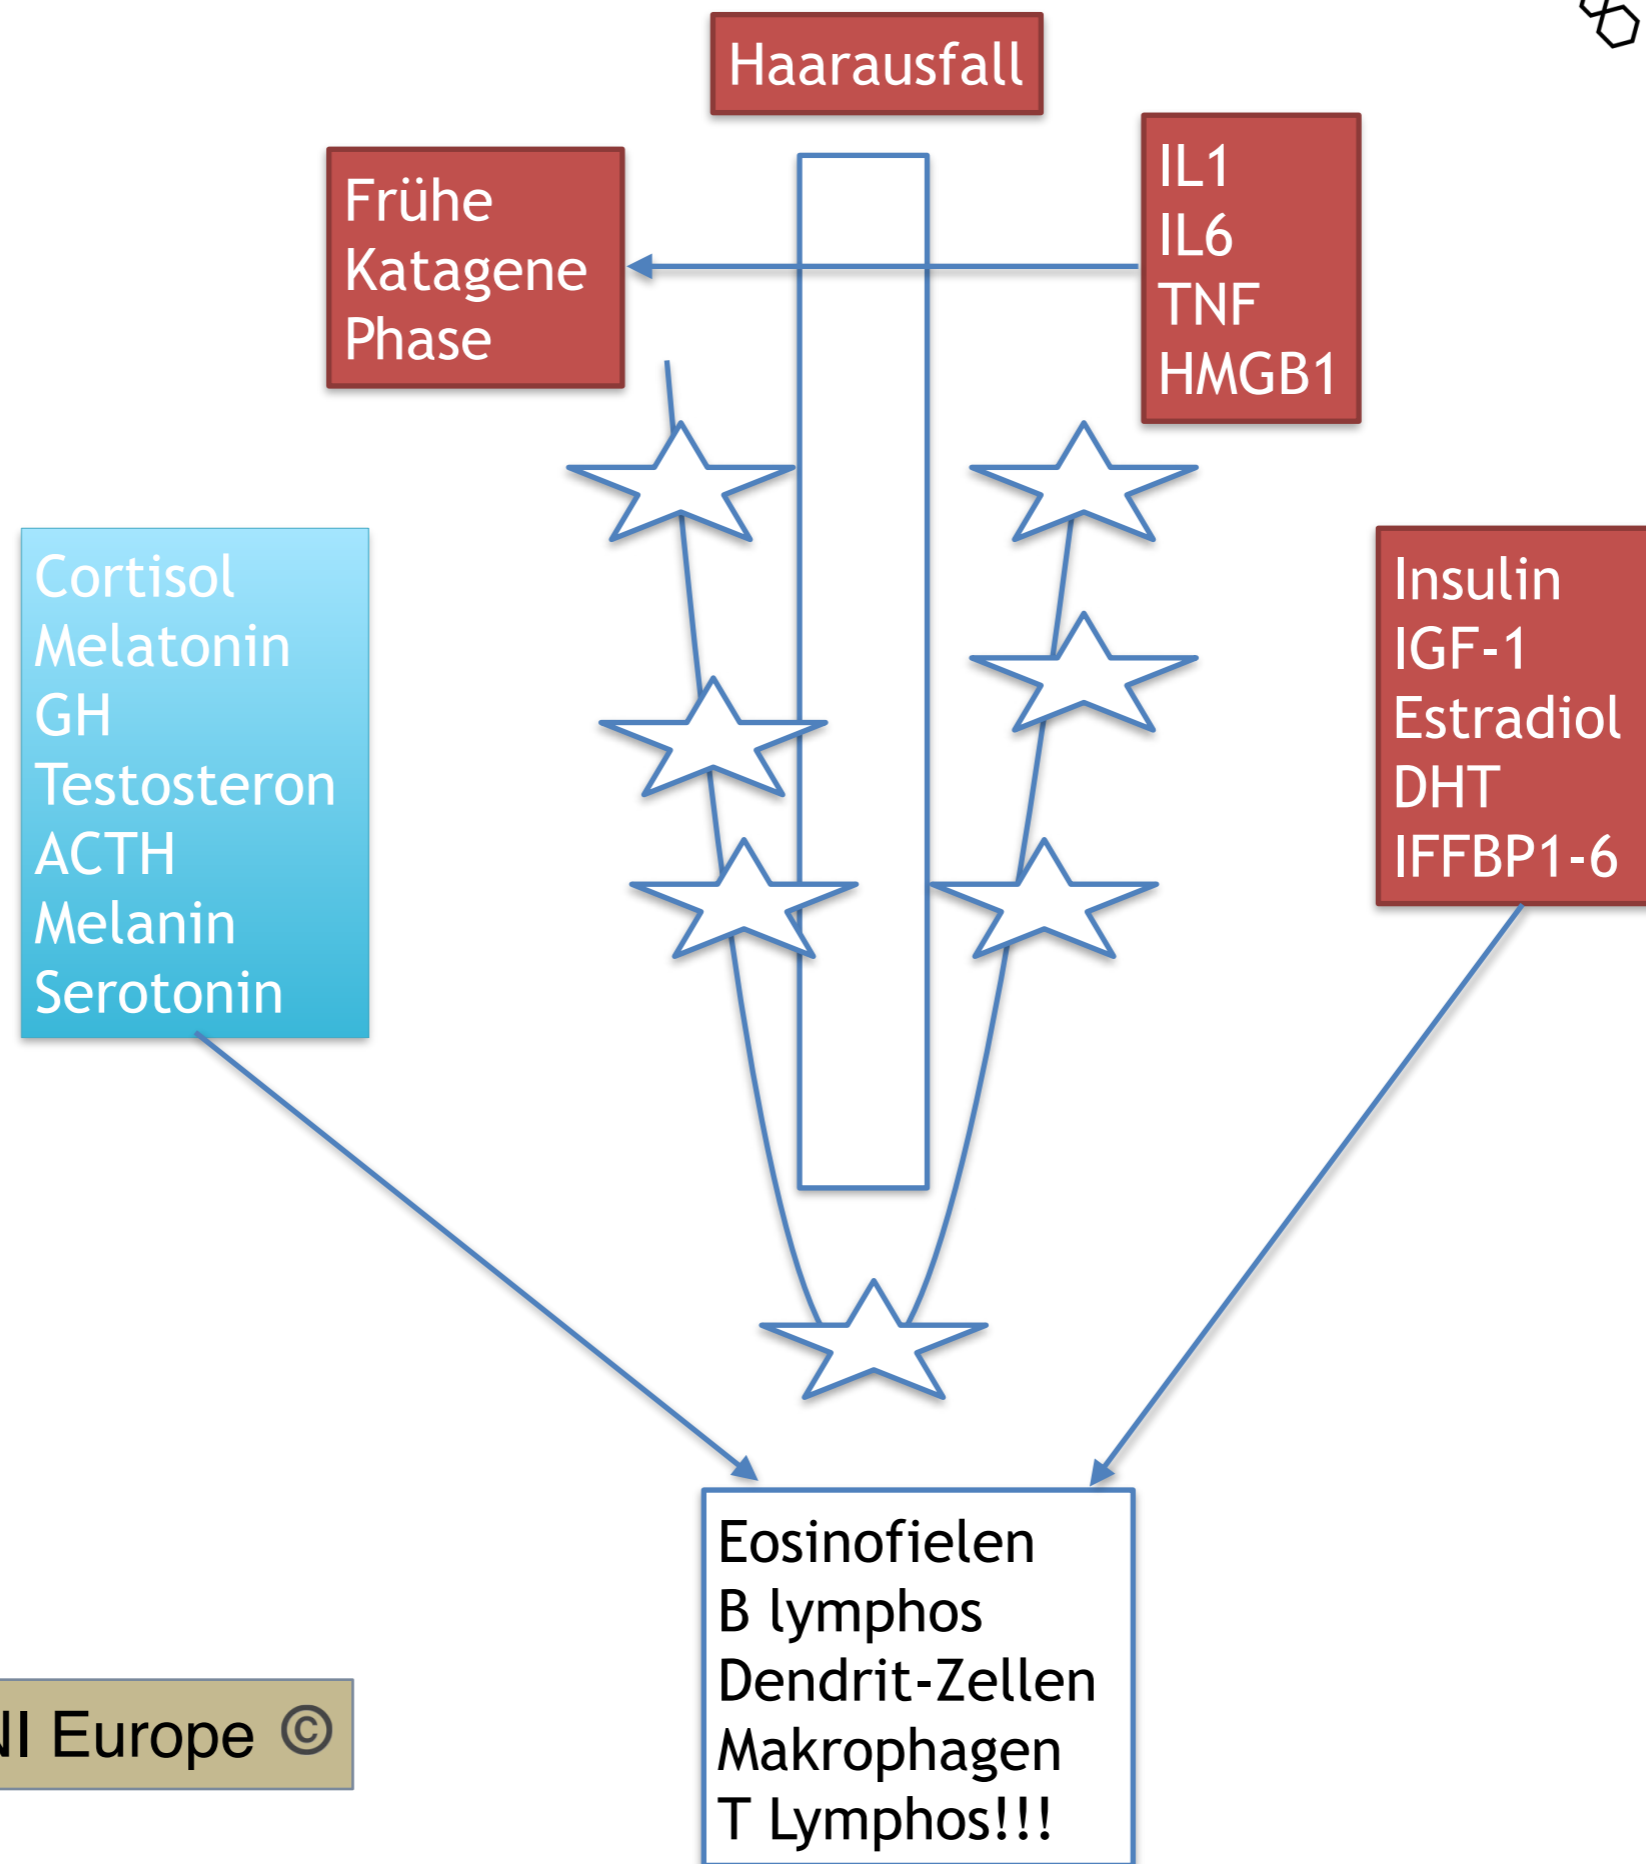 Haarausfall
Frühe
Katagene
Phase
IL1
IL6
TNF
HMGB1
Cortisol
Melatonin
GH
Testosteron
ACTH
Melanin
Serotonin
Insulin
IGF-1
Estradiol
DHT
IFFBP1-6
Eosinofielen
B lymphos
Dendrit-Zellen
Makrophagen
T Lymphos!!!
NI Europe ©